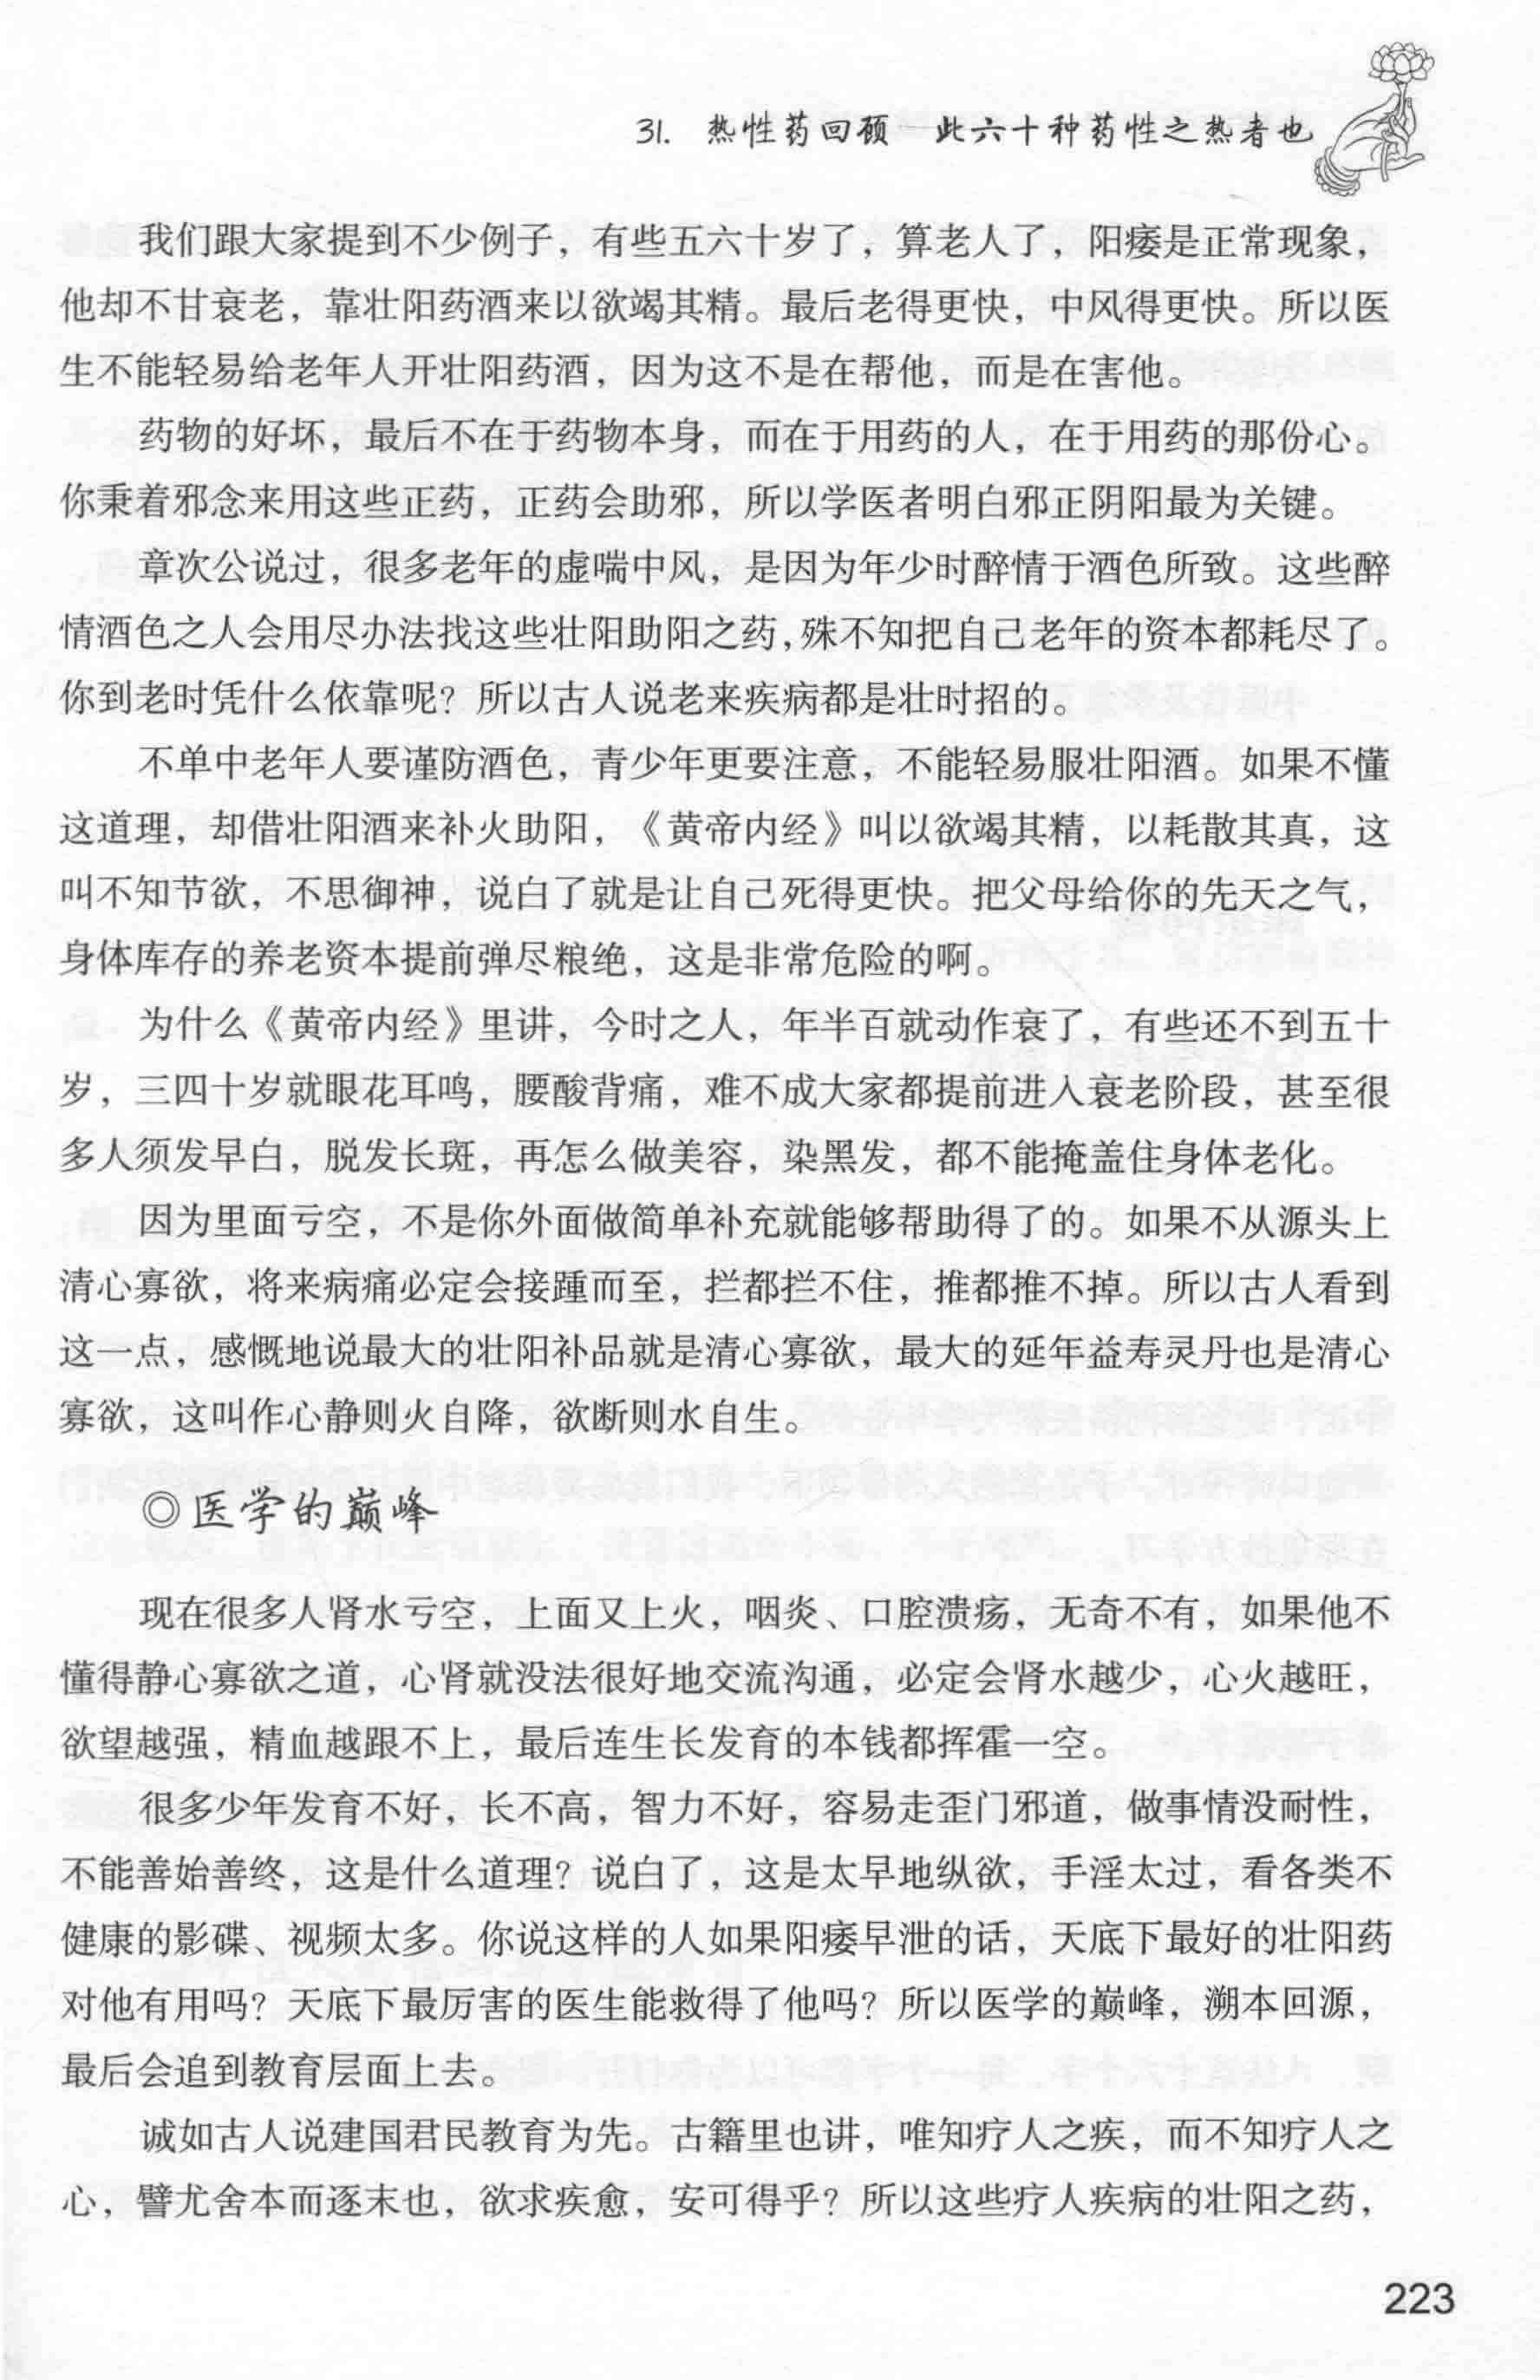 31. 热性药回顾 此六十种药性之热者也
我们跟大家提到不少例子，有些五六十岁了，算老人了，阳痿是正常现象，
他却不甘衰老，靠壮阳药酒来以欲竭其精。最后老得更快，中风得更快。所以医
生不能轻易给老年人开壮阳药酒，因为这不是在帮他，而是在害他。
药物的好坏，最后不在于药物本身，而在于用药的人，在于用药的那份心。
你秉着邪念来用这些正药，正药会助邪，所以学医者明白邪正阴阳最为关键。
章次公说过，很多老年的虚喘中风，是因为年少时醉情于酒色所致。这些醉
情酒色之人会用尽办法找这些壮阳助阳之药，殊不知把自己老年的资本都耗尽了。
你到老时凭什么依靠呢？所以古人说老来疾病都是壮时招的。
不单中老年人要谨防酒色，青少年更要注意，不能轻易服壮阳酒。如果不懂
这道理，却借壮阳酒来补火助阳，《黄帝内经》叫以欲竭其精，以耗散其真，这
叫不知节欲，不思御神，说白了就是让自己死得更快。把父母给你的先天之气，
身体库存的养老资本提前弹尽粮绝，这是非常危险的啊。
为什么《黄帝内经》里讲，今时之人，年半百就动作衰了，有些还不到五十
岁，三四十岁就眼花耳鸣，腰酸背痛，难不成大家都提前进入衰老阶段，甚至很
多人须发早白，脱发长斑，再怎么做美容，染黑发，都不能掩盖住身体老化。
因为里面亏空，不是你外面做简单补充就能够帮助得了的。如果不从源头上
清心寡欲，将来病痛必定会接踵而至，拦都拦不住，推都推不掉。所以古人看到
这一点，感慨地说最大的壮阳补品就是清心寡欲，最大的延年益寿灵丹也是清心
寡欲，这叫作心静则火自降，欲断则水自生。
◎医学的巅峰
现在很多人肾水亏空，上面又上火，咽炎、口腔溃疡，无奇不有，如果他不
懂得静心寡欲之道，心肾就没法很好地交流沟通，必定会肾水越少，心火越旺，
欲望越强，精血越跟不上，最后连生长发育的本钱都挥霍一空。
很多少年发育不好，长不高，智力不好，容易走歪门邪道，做事情没耐性，
不能善始善终，这是什么道理？说白了，这是太早地纵欲，手淫太过，看各类不
健康的影碟、视频太多。你说这样的人如果阳痿早泄的话，天底下最好的壮阳药
对他有用吗？天底下最厉害的医生能救得了他吗？所以医学的巅峰，溯本回源，
最后会追到教育层面上去。
诚如古人说建国君民教育为先。古籍里也讲，唯知疗人之疾，而不知疗人之
心，譬尤舍本而逐末也，欲求疾愈，安可得乎？所以这些疗人疾病的壮阳之药，
223